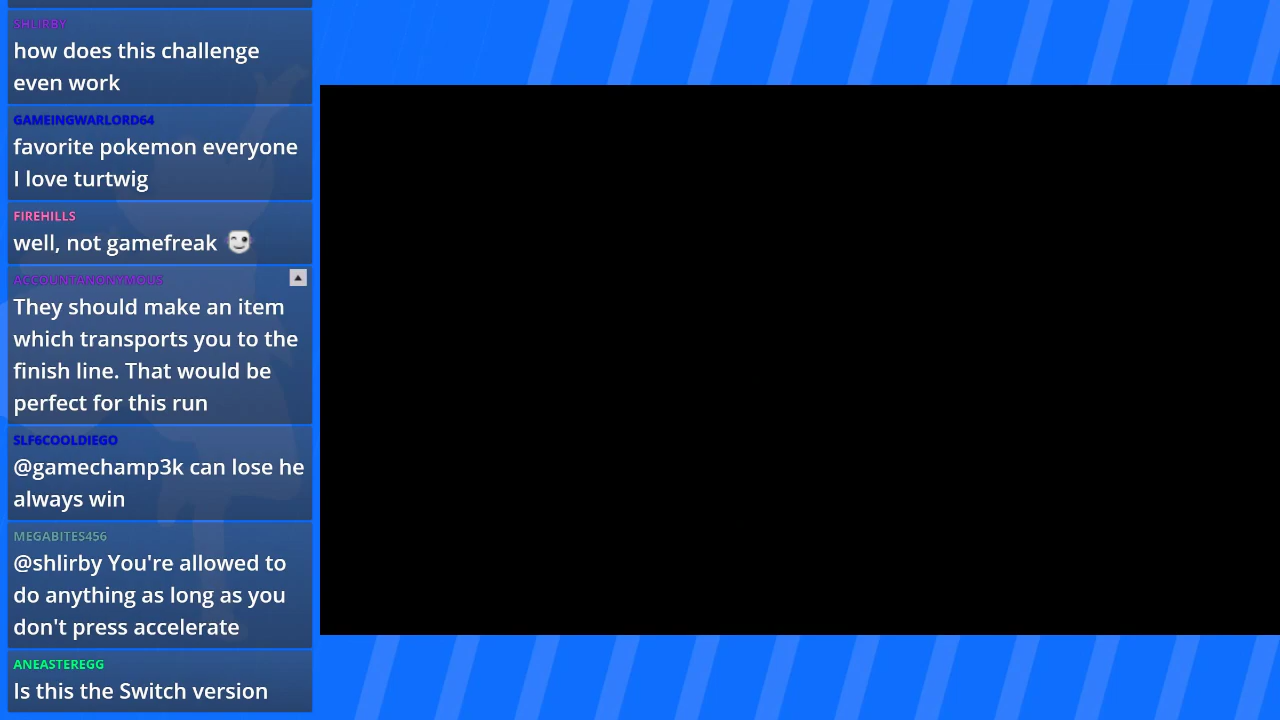 SHLIRBY
how does this challenge
even work
GAMEINGWARLORD64
favorite pokemon everyone
I love turtwig
FIREHILLS
well, not gamefreak
ACCOUNTANONYMOUS
They should make an item
which transports you to the
finish line. That would be
perfect for this run
SLF6COOLDIEGO
@gamechamp3k can lose he
always win
MEGABITES456
@shlirby You're allowed to
do anything as long as you
don't press accelerate
ANEASTEREGG
Is this the Switch version